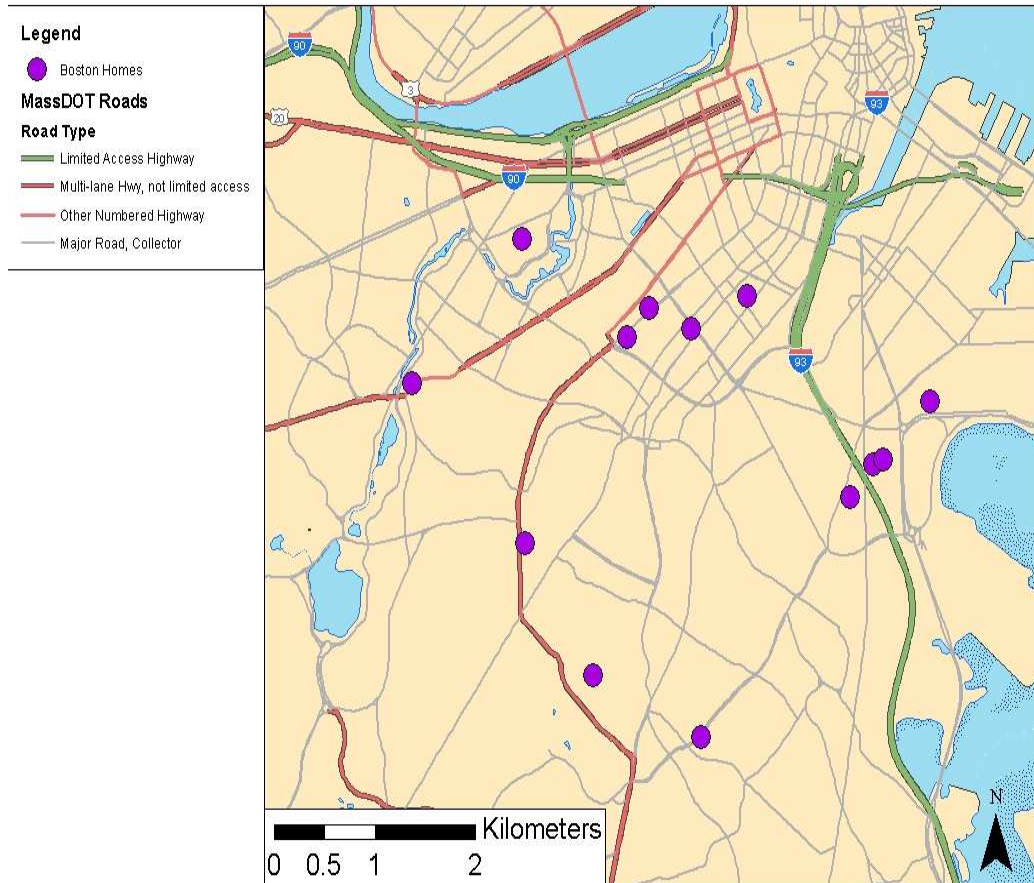 Legend
Boston Homes
MassDOT Roads
Road Type
Limited Access Highway
Multi-lane Hwy, not limited access
Other Numbered Highway
Major Road, Collector
90
3
20
90
93
93
N
Kilometers
0 0.5 1 2